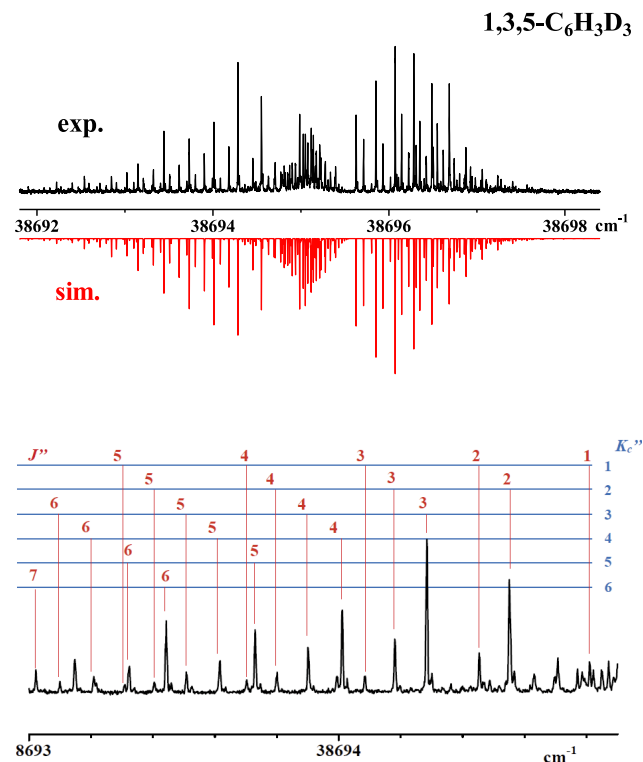 1,3,5-C₆H₃D₃
exp.
38692 38694 38696 cm⁻¹ 38698
sim.
J'' 5 4 3 2 1 K_c''
1
5 4 3 2
2
6 5 4 3
3
6 5 4
4
6 5
5
7 6
6
8693 38694 cm⁻¹